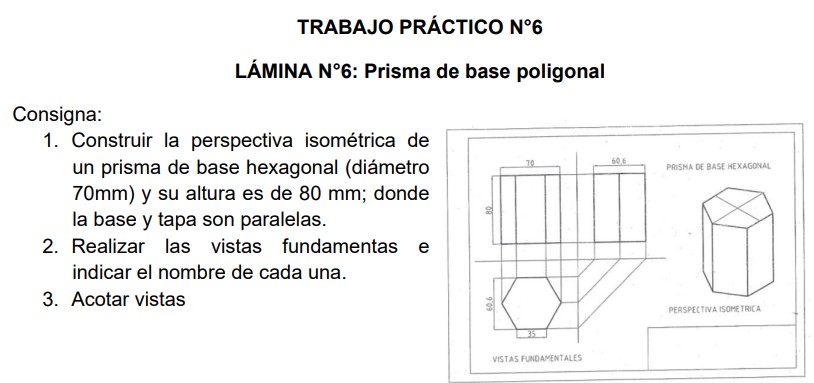 TRABAJO PRÁCTICO N°6
LÁMINA N°6: Prisma de base poligonal
Consigna:
1. Construir la perspectiva isométrica de
un prisma de base hexagonal (diámetro
70mm) y su altura es de 80 mm; donde
la base y tapa son paralelas.
2. Realizar las vistas fundamentas e
indicar el nombre de cada una.
3. Acotar vistas
70
60,6
PRISMA DE BASE HEXAGONAL
80
60,6
35
PERSPECTIVA ISOMETRICA
VISTAS FUNDAMENTALES